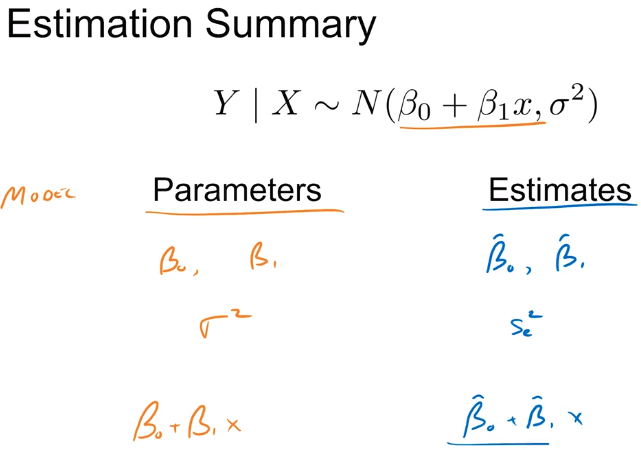 Estimation Summary
Y | X ∼ N(β₀ + β₁x, σ²)
MODEL Parameters Estimates
β₀, β₁ β̂₀, β̂₁
σ² Sₑ²
β₀ + β₁ x β̂₀ + β̂₁ x